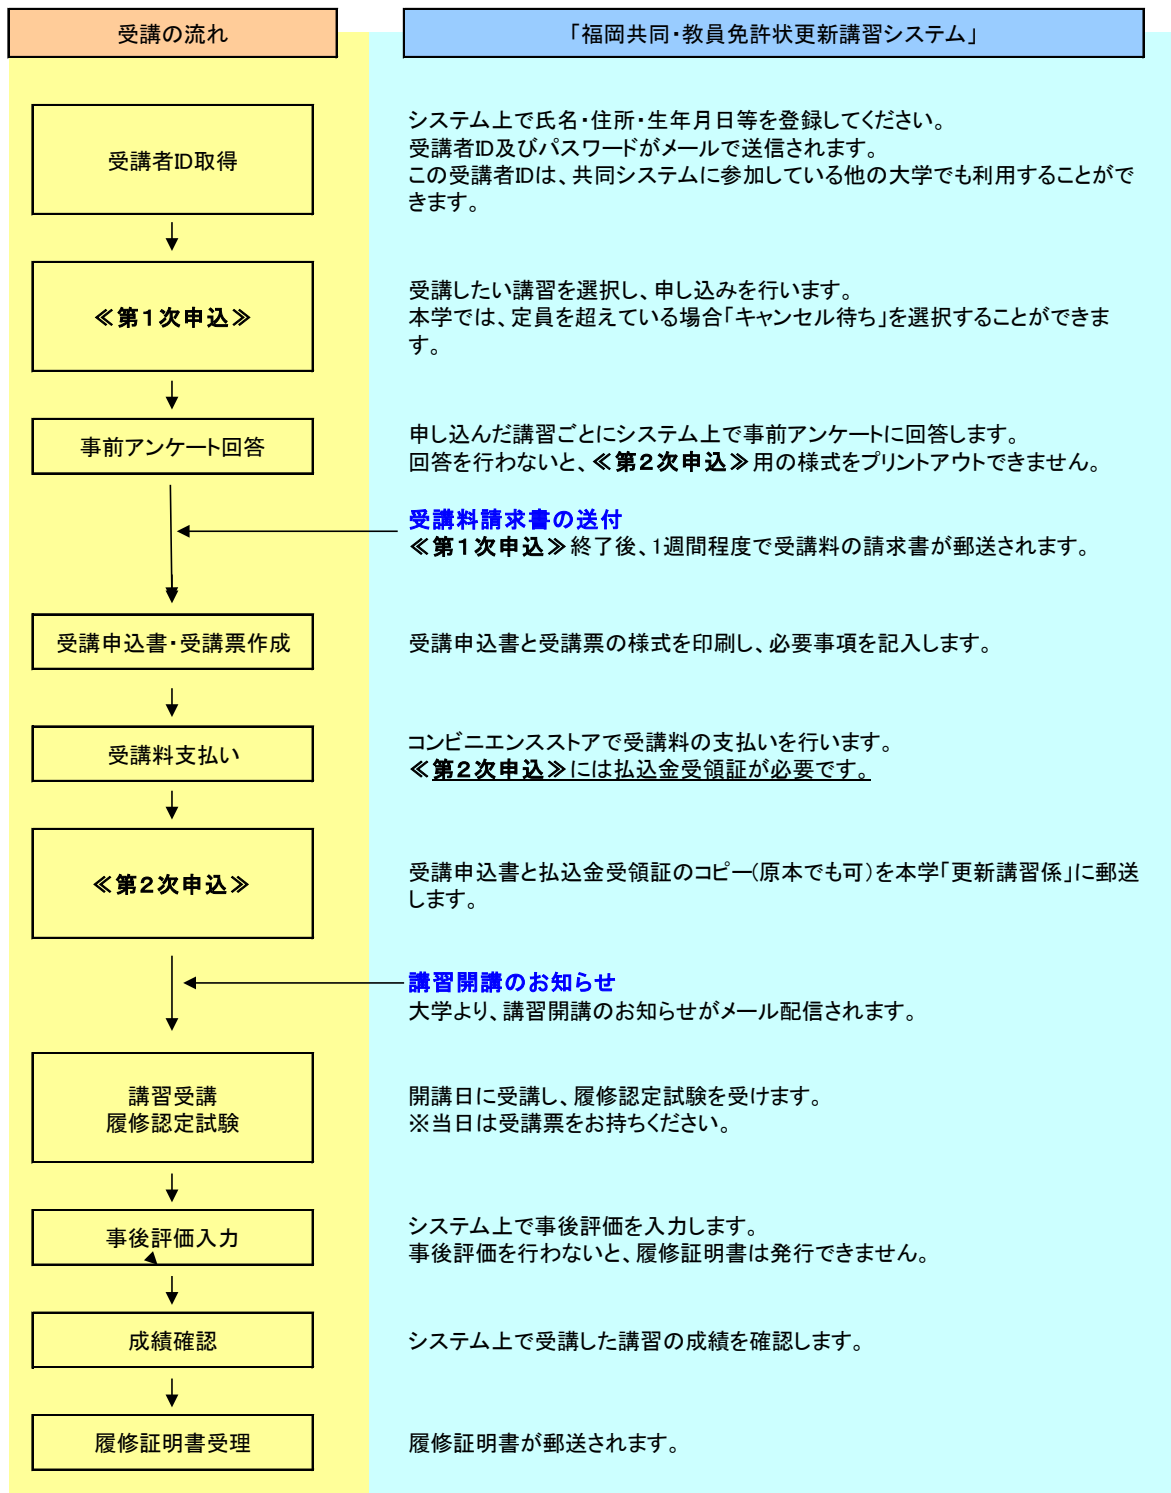 受講の流れ
「福岡共同・教員免許状更新講習システム」
受講者ID取得
システム上で氏名・住所・生年月日等を登録してください。
受講者ID及びパスワードがメールで送信されます。
この受講者IDは、共同システムに参加している他の大学でも利用することがで
きます。
≪第１次申込≫
受講したい講習を選択し、申し込みを行います。
本学では、定員を超えている場合「キャンセル待ち」を選択することができま
す。
事前アンケート回答
申し込んだ講習ごとにシステム上で事前アンケートに回答します。
回答を行わないと、≪第２次申込≫用の様式をプリントアウトできません。
受講料請求書の送付
≪第１次申込≫終了後、1週間程度で受講料の請求書が郵送されます。
受講申込書・受講票作成
受講申込書と受講票の様式を印刷し、必要事項を記入します。
受講料支払い
コンビニエンスストアで受講料の支払いを行います。
≪第２次申込≫には払込金受領証が必要です。
≪第２次申込≫
受講申込書と払込金受領証のコピー(原本でも可)を本学「更新講習係」に郵送
します。
講習開講のお知らせ
大学より、講習開講のお知らせがメール配信されます。
講習受講
履修認定試験
開講日に受講し、履修認定試験を受けます。
※当日は受講票をお持ちください。
事後評価入力
システム上で事後評価を入力します。
事後評価を行わないと、履修証明書は発行できません。
成績確認
システム上で受講した講習の成績を確認します。
履修証明書受理
履修証明書が郵送されます。